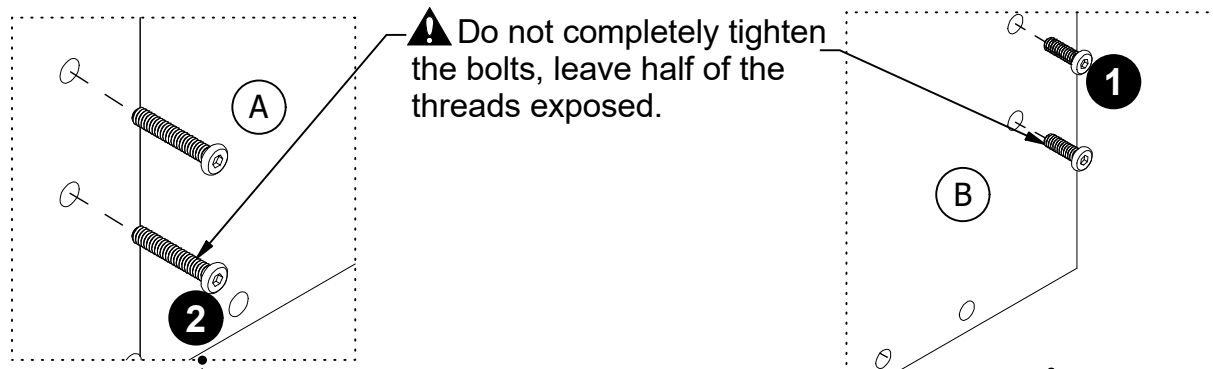 Do not completely tighten
the bolts, leave half of the
threads exposed.
A
2
1
B